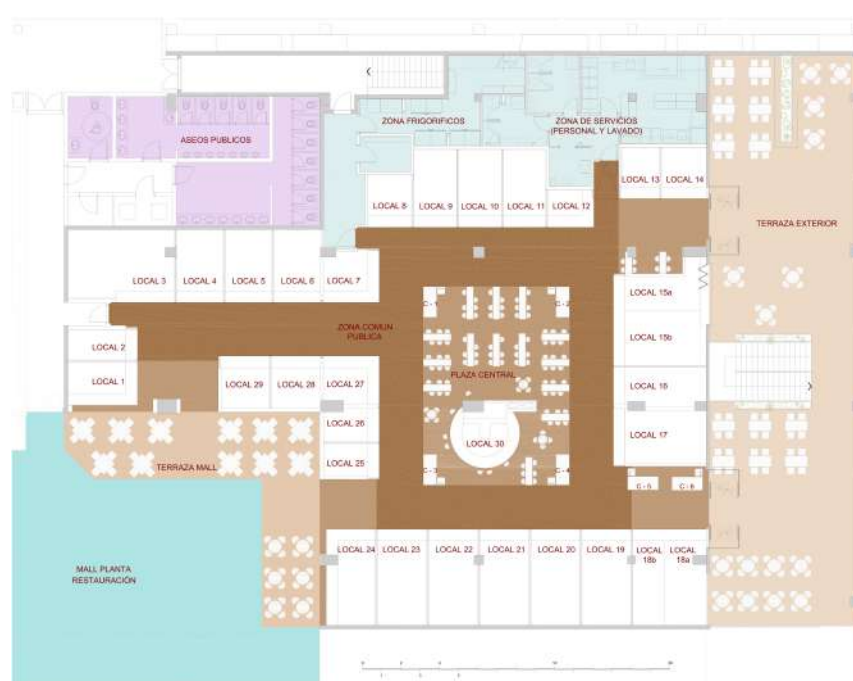 ZONA FRIGORIFICOS
ZONA DE SERVICIOS
(PERSONAL Y LAVADO)
ASEOS PUBLICOS
LOCAL 13
LOCAL 14
LOCAL 8
LOCAL 9
LOCAL 10
LOCAL 11
LOCAL 12
TERRAZA EXTERIOR
LOCAL 3
LOCAL 4
LOCAL 5
LOCAL 6
LOCAL 7
LOCAL 15a
C - 1
C - 2
ZONA COMUN
PUBLICA
LOCAL 15b
LOCAL 2
LOCAL 1
PLAZA CENTRAL
LOCAL 29
LOCAL 28
LOCAL 27
LOCAL 16
LOCAL 26
LOCAL 30
LOCAL 17
LOCAL 25
TERRAZA MALL
C - 3
C - 4
C - 5
C - 6
LOCAL 24
LOCAL 23
LOCAL 22
LOCAL 21
LOCAL 20
LOCAL 19
LOCAL
18b
LOCAL
18a
MALL PLANTA
RESTAURACIÓN